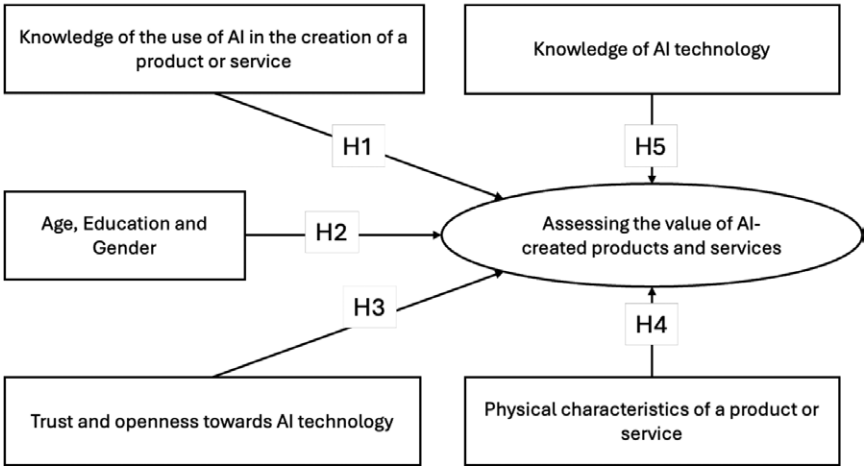 Knowledge of the use of AI in the creation of a
product or service
Knowledge of AI technology
H1
H5
Age, Education and
Gender
H2
Assessing the value of AI-
created products and services
H3
H4
Trust and openness towards AI technology
Physical characteristics of a product or
service